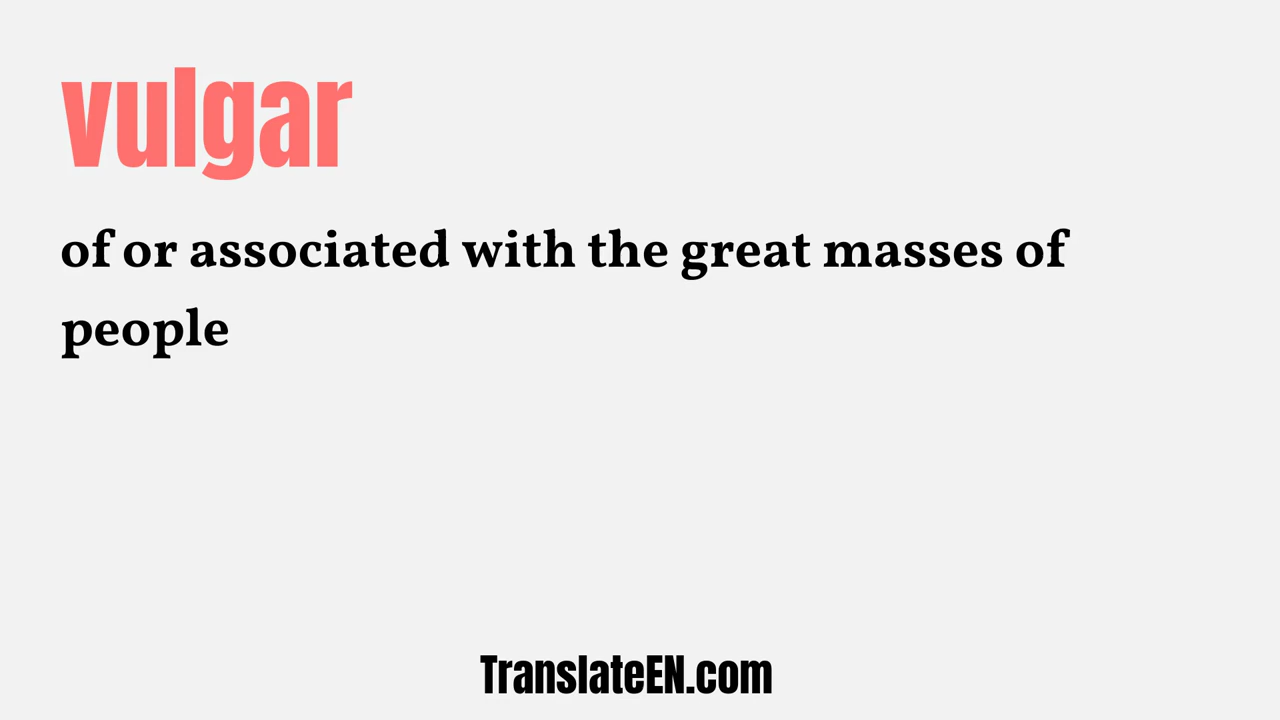 vulgar
of or associated with the great masses of
people
TranslateEN.com